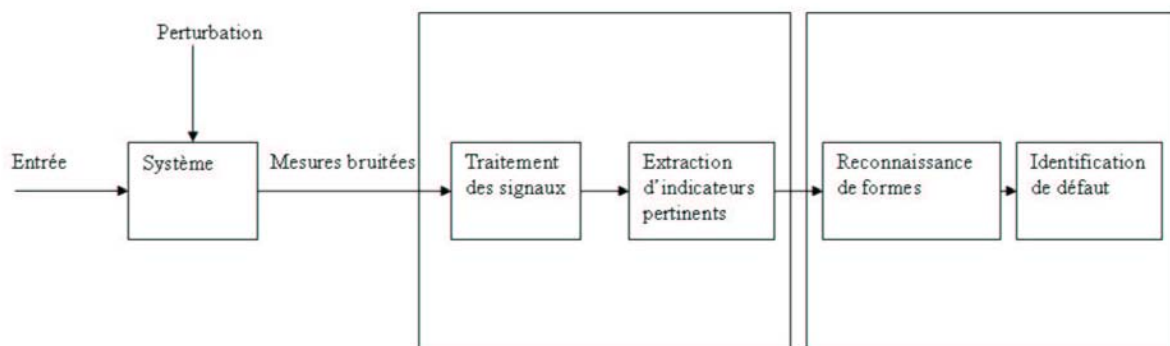 Perturbation
Entrée
Système
Mesures bruitées
Traitement
des signaux
Extraction
d'indicateurs
pertinents
Reconnaissance
de formes
Identification
de défaut